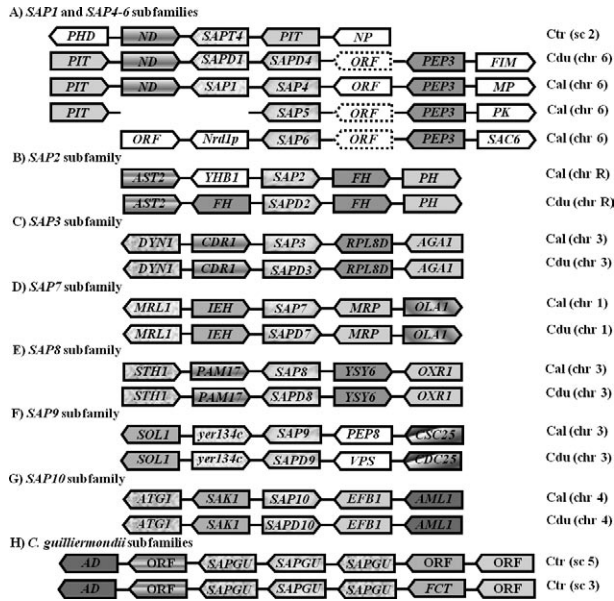 A) SAP1 and SAP4-6 subfamilies
PHD ND SAPT4 PIT NP Ctr (sc 2)
PIT ND SAPD1 SAPD4 ORF PEP3 FIM Cdu (chr 6)
PIT ND SAP1 SAP4 ORF PEP3 MP Cal (chr 6)
PIT SAP5 ORF PEP3 PK Cal (chr 6)
ORF Nrd1p SAP6 ORF PEP3 SAC6 Cal (chr 6)
B) SAP2 subfamily
AST2 YHB1 SAP2 FH PH Cal (chr R)
AST2 FH SAPD2 FH PH Cdu (chr R)
C) SAP3 subfamily
DYN1 CDR1 SAP3 RPL8D AGA1 Cal (chr 3)
DYN1 CDR1 SAPD3 RPL8D AGA1 Cdu (chr 3)
D) SAP7 subfamily
MRL1 IEH SAP7 MRP OLA1 Cal (chr 1)
MRL1 IEH SAPD7 MRP OLA1 Cdu (chr 1)
E) SAP8 subfamily
STH1 PAM17 SAP8 YSY6 OXR1 Cal (chr 3)
STH1 PAM17 SAPD8 YSY6 OXR1 Cdu (chr 3)
F) SAP9 subfamily
SOL1 yer134c SAP9 PEP8 CSC25 Cal (chr 3)
SOL1 yer134c SAPD9 VPS CDC25 Cdu (chr 3)
G) SAP10 subfamily
ATG1 SAK1 SAP10 EFB1 AML1 Cal (chr 4)
ATG1 SAK1 SAPD10 EFB1 AML1 Cdu (chr 4)
H) C. guilliermondii subfamilies
AD ORF SAPGU SAPGU SAPGU ORF ORF Ctr (sc 5)
AD ORF SAPGU SAPGU SAPGU FCT ORF Ctr (sc 3)